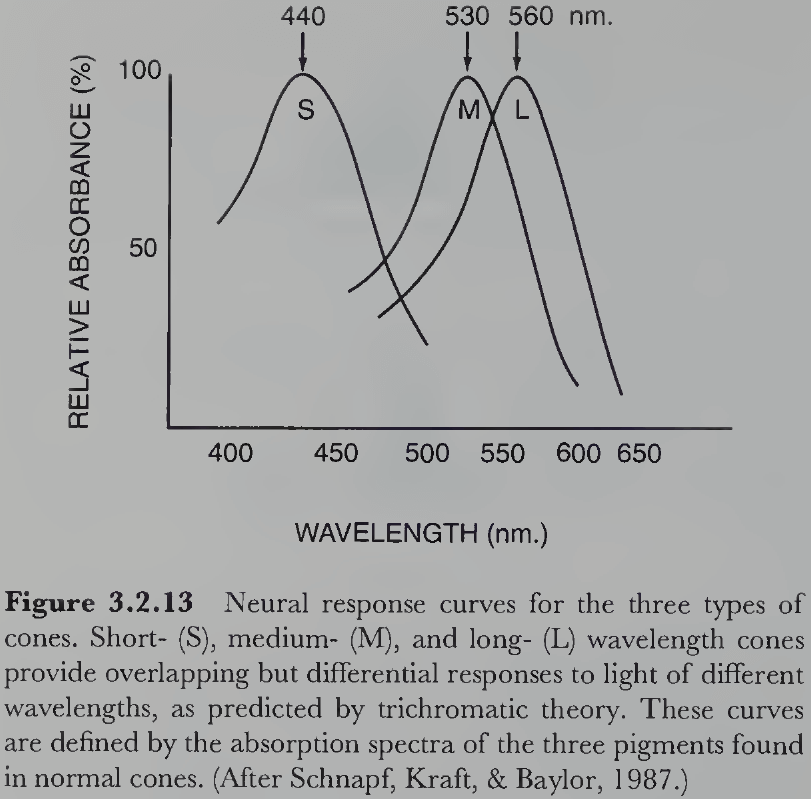 440 530 560 nm.
100
S M L
50
RELATIVE ABSORBANCE (%)
400 450 500 550 600 650
WAVELENGTH (nm.)
Figure 3.2.13 Neural response curves for the three types of
cones. Short- (S), medium- (M), and long- (L) wavelength cones
provide overlapping but differential responses to light of different
wavelengths, as predicted by trichromatic theory. These curves
are defined by the absorption spectra of the three pigments found
in normal cones. (After Schnapf, Kraft, & Baylor, 1987.)